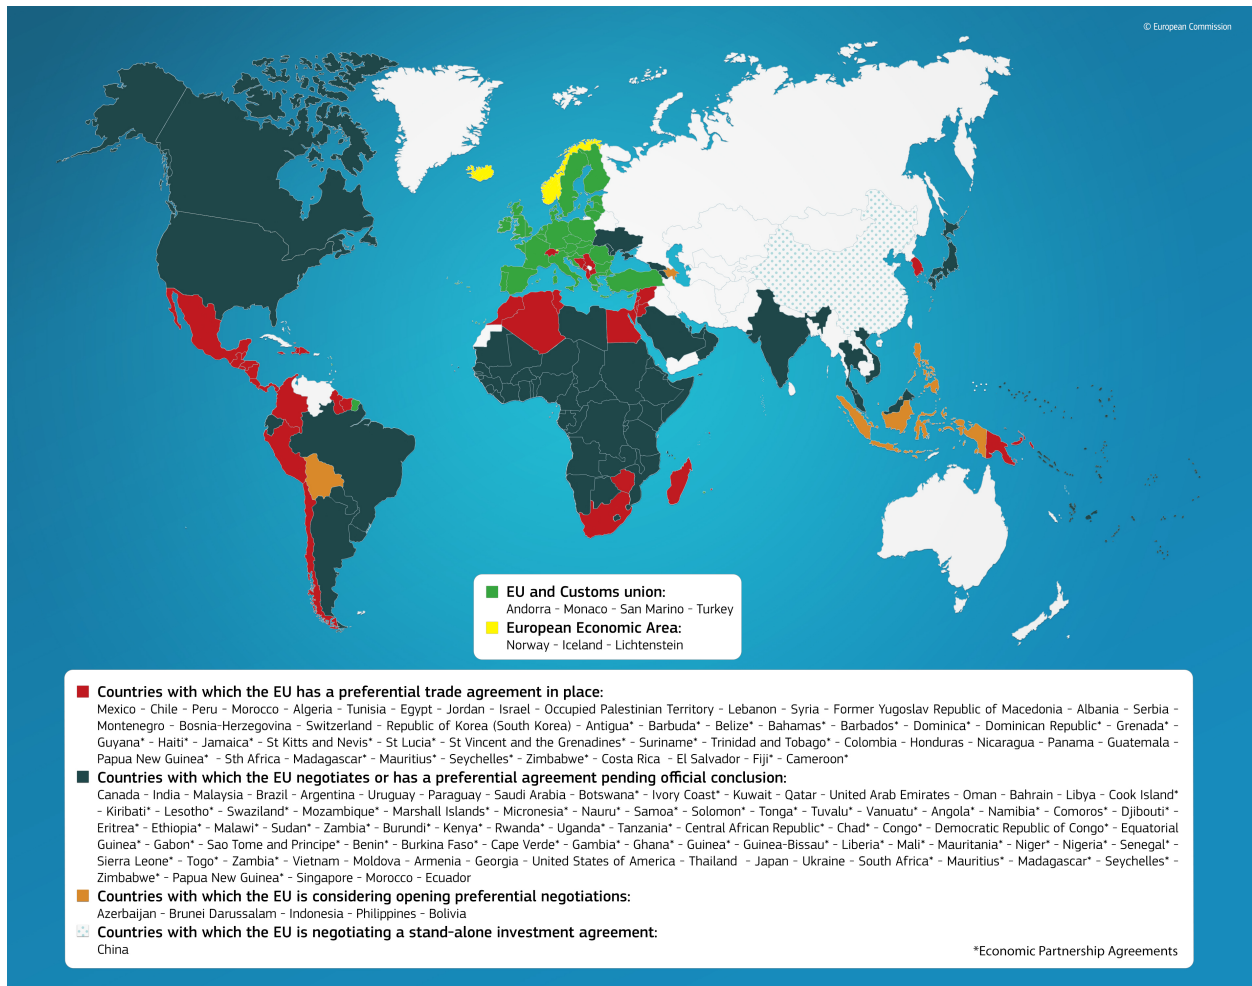 © European Commission
EU and Customs union:
Andorra – Monaco – San Marino – Turkey
European Economic Area:
Norway – Iceland – Lichtenstein
Countries with which the EU has a preferential trade agreement in place:
Mexico – Chile – Peru – Morocco – Algeria – Tunisia – Egypt – Jordan – Israel – Occupied Palestinian Territory – Lebanon – Syria – Former Yugoslav Republic of Macedonia – Albania – Serbia –
Montenegro – Bosnia-Herzegovina – Switzerland – Republic of Korea (South Korea) – Antigua* – Barbuda* – Belize* – Bahamas* – Barbados* – Dominica* – Dominican Republic* – Grenada* –
Guyana* – Haiti* – Jamaica* – St Kitts and Nevis* – St Lucia* – St Vincent and the Grenadines* – Suriname* – Trinidad and Tobago* – Colombia – Honduras – Nicaragua – Panama – Guatemala –
Papua New Guinea* – Sth Africa – Madagascar* – Mauritius* – Seychelles* – Zimbabwe* – Costa Rica – El Salvador – Fiji* – Cameroon*
Countries with which the EU negotiates or has a preferential agreement pending official conclusion:
Canada – India – Malaysia – Brazil – Argentina – Uruguay – Paraguay – Saudi Arabia – Botswana* – Ivory Coast* – Kuwait – Qatar – United Arab Emirates – Oman – Bahrain – Libya – Cook Island*
– Kiribati* – Lesotho* – Swaziland* – Mozambique* – Marshall Islands* – Micronesia* – Nauru* – Samoa* – Solomon* – Tonga* – Tuvalu* – Vanuatu* – Angola* – Namibia* – Comoros* – Djibouti* –
Eritrea* – Ethiopia* – Malawi* – Sudan* – Zambia* – Burundi* – Kenya* – Rwanda* – Uganda* – Tanzania* – Central African Republic* – Chad* – Congo* – Democratic Republic of Congo* – Equatorial
Guinea* – Gabon* – Sao Tome and Principe* – Benin* – Burkina Faso* – Cape Verde* – Gambia* – Ghana* – Guinea* – Guinea-Bissau* – Liberia* – Mali* – Mauritania* – Niger* – Nigeria* – Senegal* –
Sierra Leone* – Togo* – Zambia* – Vietnam – Moldova – Armenia – Georgia – United States of America – Thailand – Japan – Ukraine – South Africa* – Mauritius* – Madagascar* – Seychelles* –
Zimbabwe* – Papua New Guinea* – Singapore – Morocco – Ecuador
Countries with which the EU is considering opening preferential negotiations:
Azerbaijan – Brunei Darussalam – Indonesia – Philippines – Bolivia
Countries with which the EU is negotiating a stand-alone investment agreement:
China
*Economic Partnership Agreements